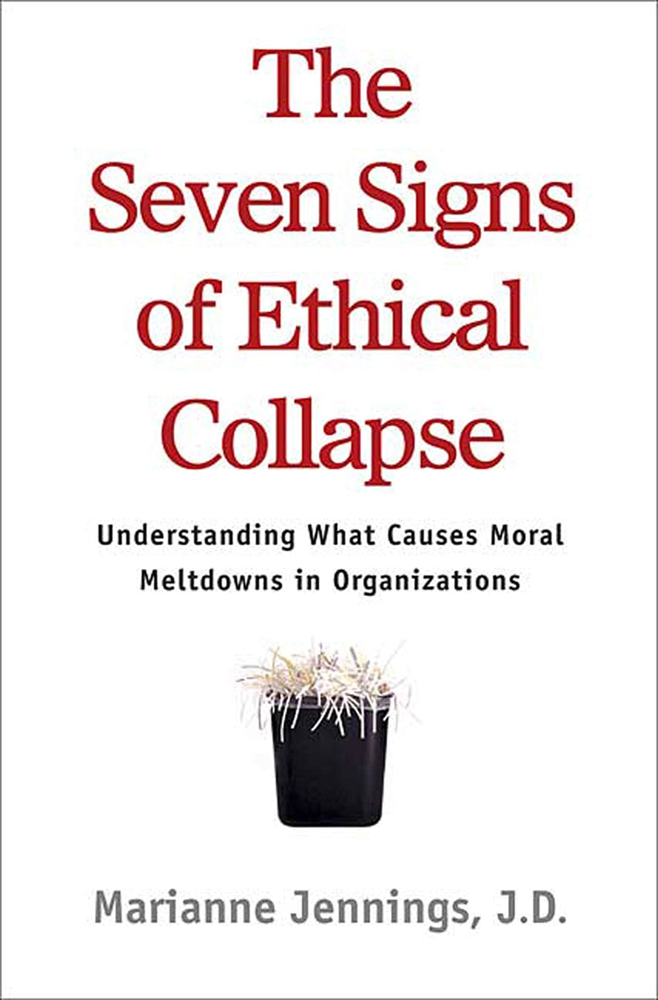 The
Seven Signs
of Ethical
Collapse
Understanding What Causes Moral
Meltdowns in Organizations
Marianne Jennings, J.D.